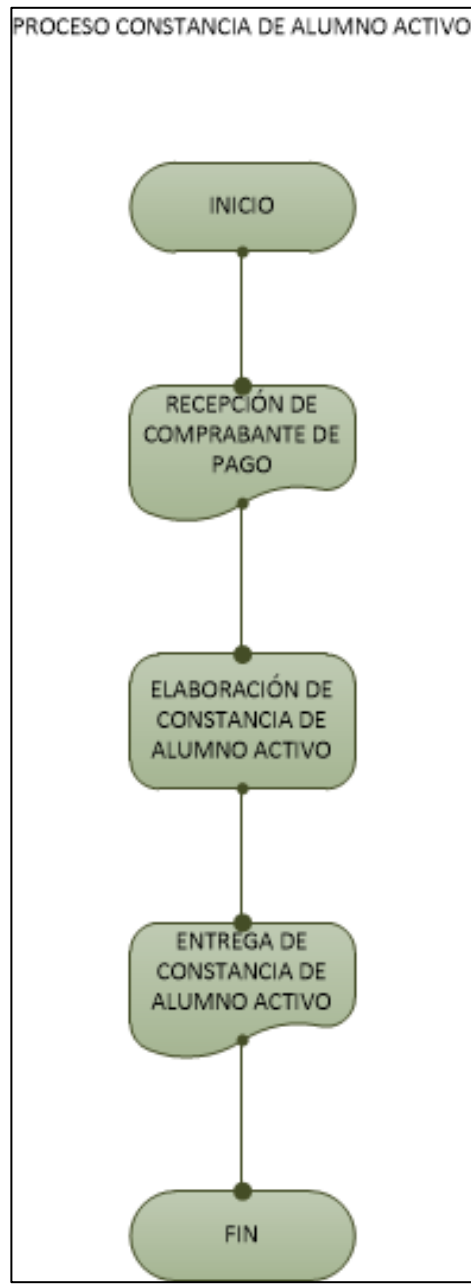 PROCESO CONSTANCIA DE ALUMNO ACTIVO
INICIO
RECEPCIÓN DE
COMPRABANTE DE
PAGO
ELABORACIÓN DE
CONSTANCIA DE
ALUMNO ACTIVO
ENTREGA DE
CONSTANCIA DE
ALUMNO ACTIVO
FIN